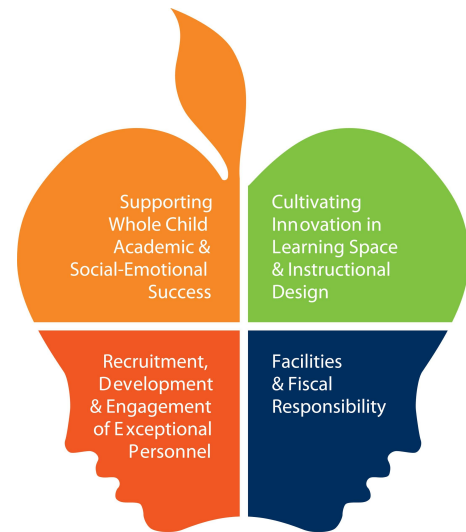 Supporting
Whole Child
Academic &
Social-Emotional
Success
Cultivating
Innovation in
Learning Space
& Instructional
Design
Recruitment,
Development
& Engagement
of Exceptional
Personnel
Facilities
& Fiscal
Responsibility